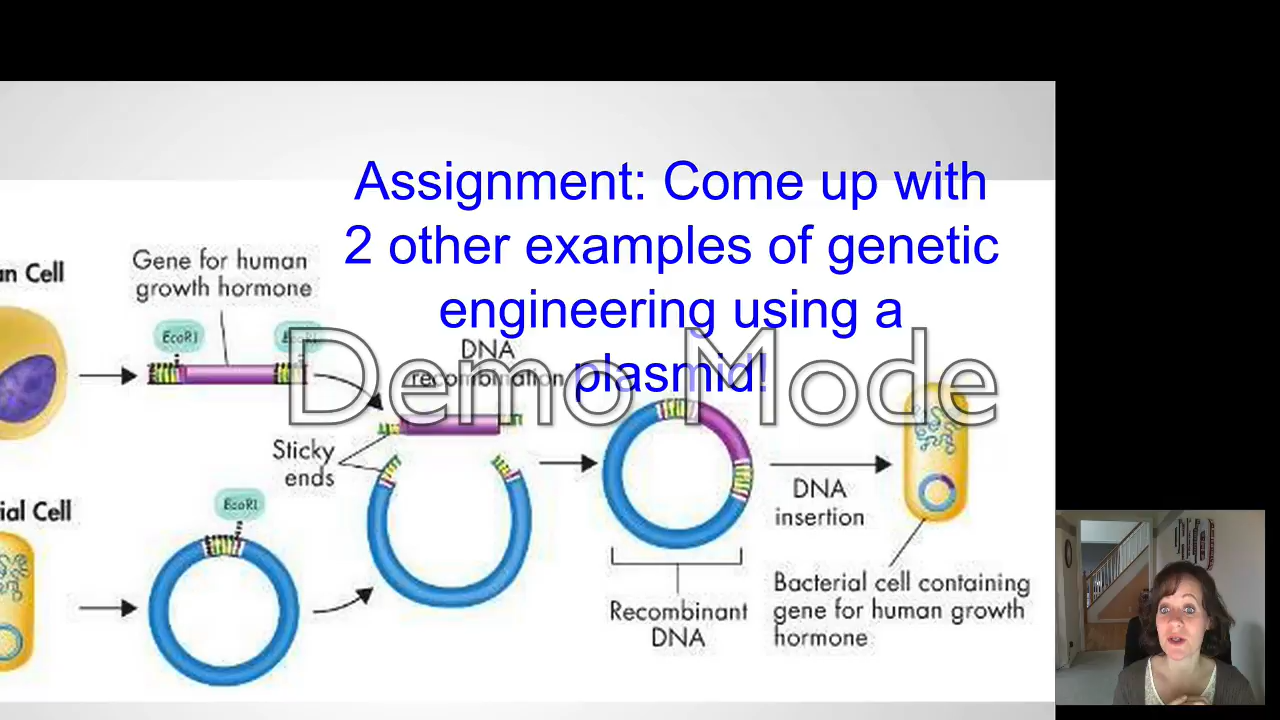 Assignment: Come up with
2 other examples of genetic
engineering using a
plasmid!
Demo Mode
an Cell
Gene for human
growth hormone
EcoRI
EcoRI
DNA
recombination
Sticky
ends
ial Cell
EcoRI
DNA
insertion
Recombinant
DNA
Bacterial cell containing
gene for human growth
hormone